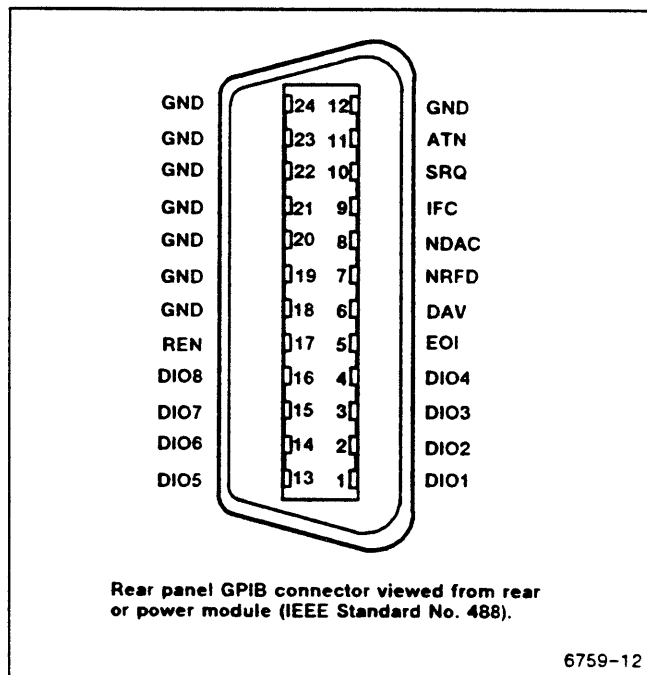 GND 24 12 GND
GND 23 11 ATN
GND 22 10 SRQ
GND 21 9 IFC
GND 20 8 NDAC
GND 19 7 NRFD
GND 18 6 DAV
REN 17 5 EOI
DIO8 16 4 DIO4
DIO7 15 3 DIO3
DIO6 14 2 DIO2
DIO5 13 1 DIO1
Rear panel GPIB connector viewed from rear
or power module (IEEE Standard No. 488).
6759-12